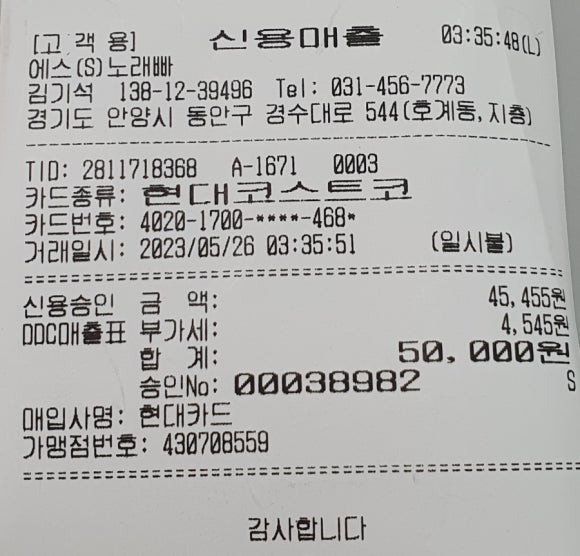 [고 객 용] 신용매출 03:35:48(L)
에스(S)노래빠
김기석 138-12-39496 Tel: 031-456-7773
경기도 안양시 동안구 경수대로 544(호계동,지층)
TID: 2811718368 A-1671 0003
카드종류: 현대코스트코
카드번호: 4020-1700-****-468*
거래일시: 2023/05/26 03:35:51 (일시불)
신용승인 금 액: 45,455원
DDC매출표 부가세: 4,545원
합 계: 50,000원
승인No: 00038982 S
매입사명: 현대카드
가맹점번호: 430708559
감사합니다